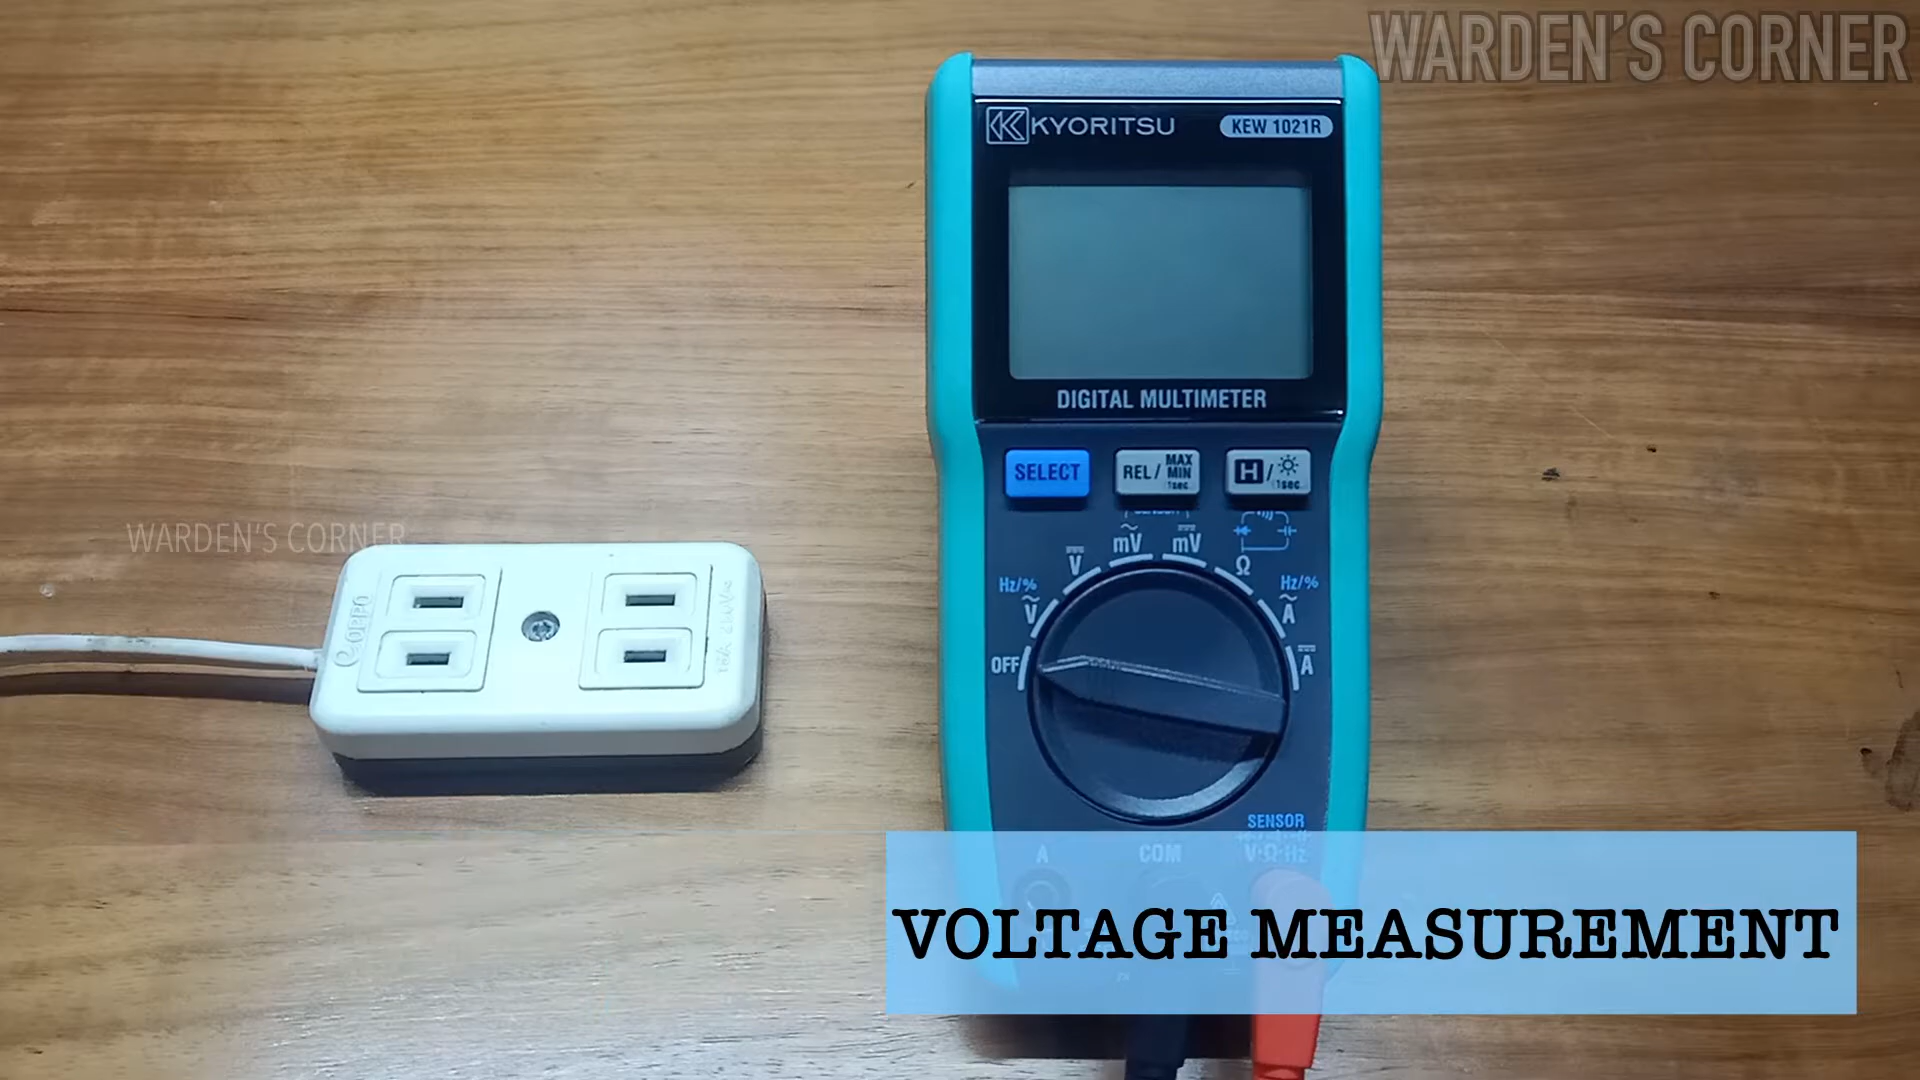 WARDEN'S CORNER
KYORITSU
KEW 1021R
DIGITAL MULTIMETER
SELECT
REL/ MAX MIN 1sec
H/ 1sec
WARDEN'S CORNER
V
mV
mV
Ω
Hz/%
V
Hz/%
A
OFF
A
SENSOR
A
COM
V·Ω·Hz
VOLTAGE MEASUREMENT